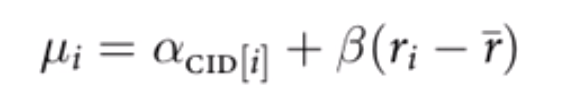 μᵢ = α_CID[i] + β(rᵢ − r̄)